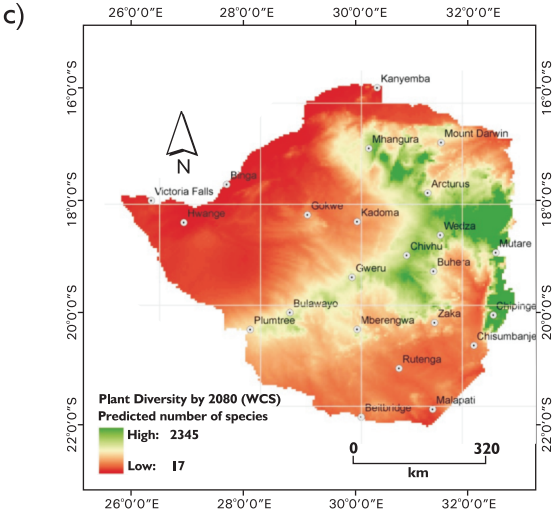 c)
26°0'0"E 28°0'0"E 30°0'0"E 32°0'0"E
16°0'0"S 16°0'0"S
Kanyemba
Mhangura Mount Darwin
N
Binga Arcturus
Victoria Falls
18°0'0"S 18°0'0"S
Hwange Gokwe Kadoma
Wedza
Chivhu Mutare
Gweru Buhera
Bulawayo Chipinge
20°0'0"S 20°0'0"S
Plumtree Mberengwa Zaka
Chisumbanje
Rutenga
Plant Diversity by 2080 (WCS)
Beitbridge Malapati
Predicted number of species
22°0'0"S 22°0'0"S
High: 2345
0 320
Low: 17
km
26°0'0"E 28°0'0"E 30°0'0"E 32°0'0"E